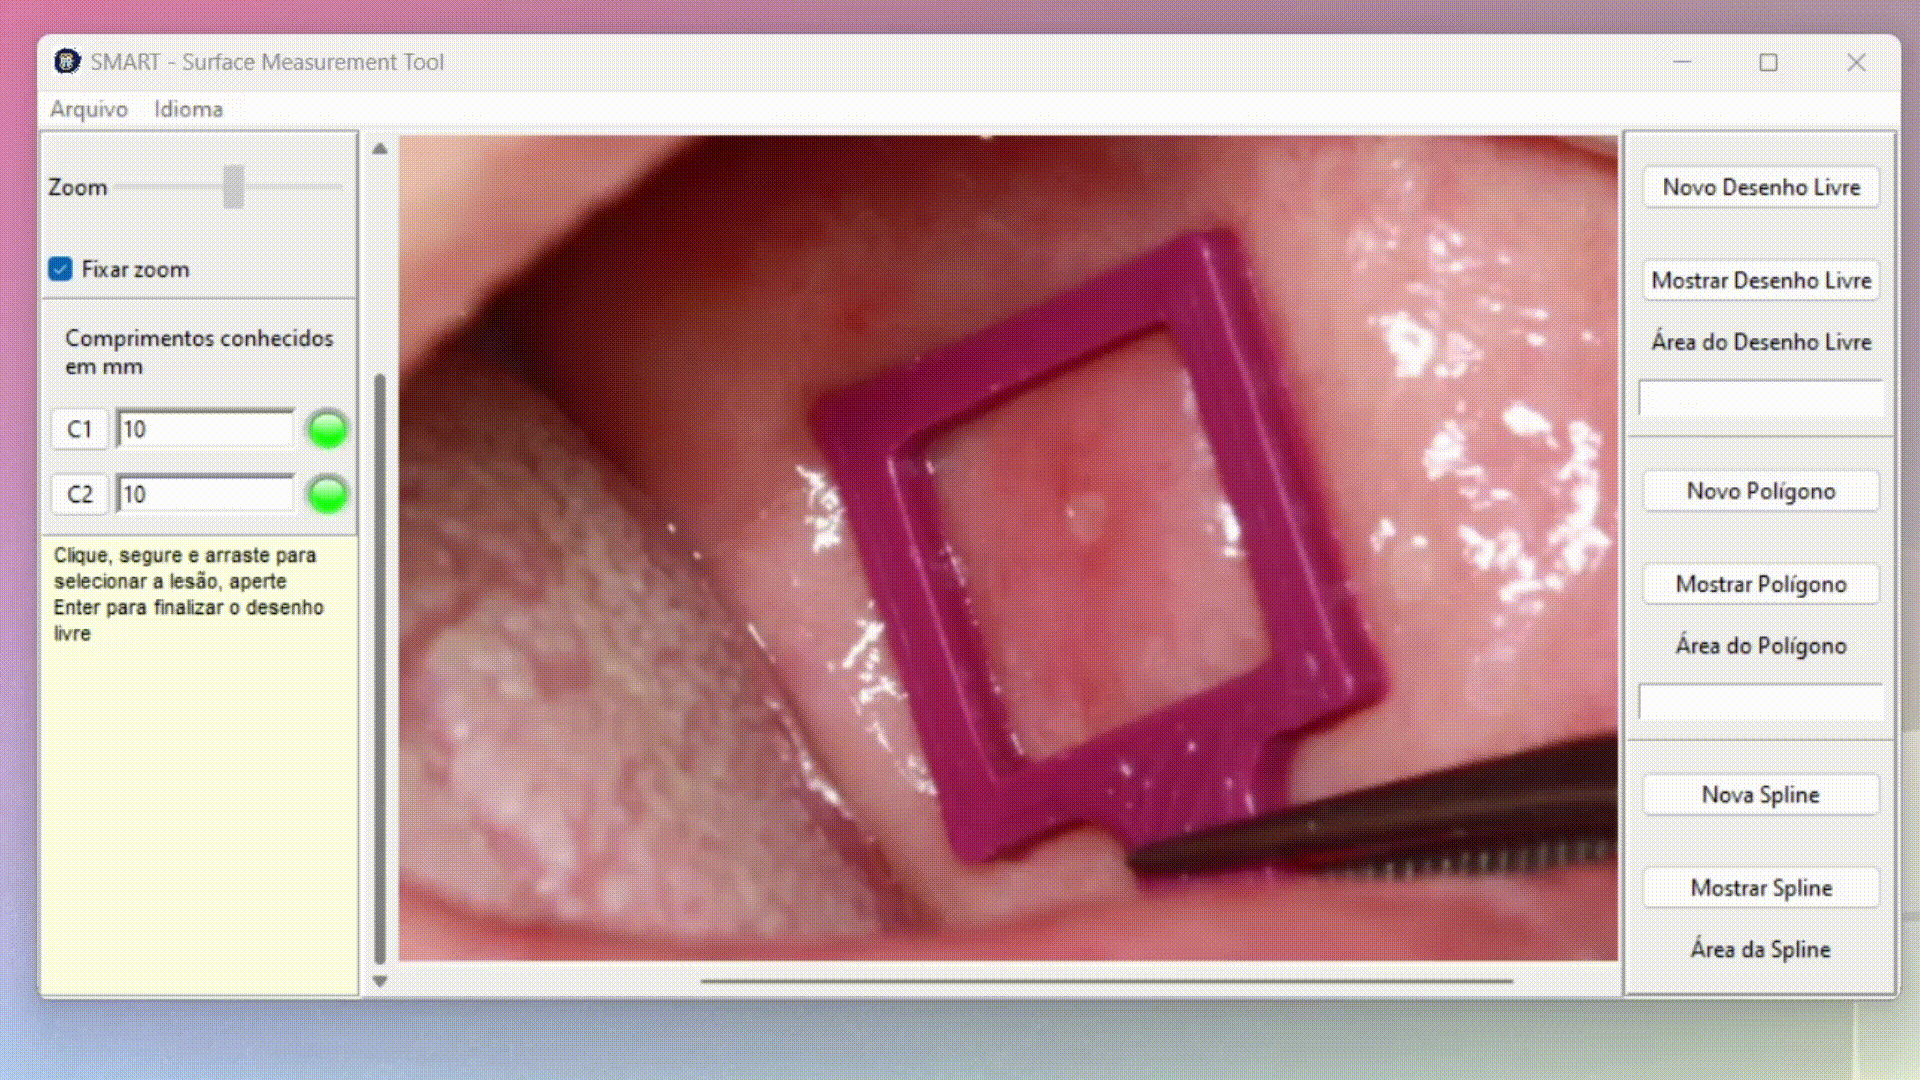 SMART - Surface Measurement Tool
Arquivo Idioma
Zoom
Fixar zoom
Comprimentos conhecidos
em mm
C1 10
C2 10
Clique, segure e arraste para
selecionar a lesão, aperte
Enter para finalizar o desenho
livre
Novo Desenho Livre
Mostrar Desenho Livre
Área do Desenho Livre
Novo Polígono
Mostrar Polígono
Área do Polígono
Nova Spline
Mostrar Spline
Área da Spline